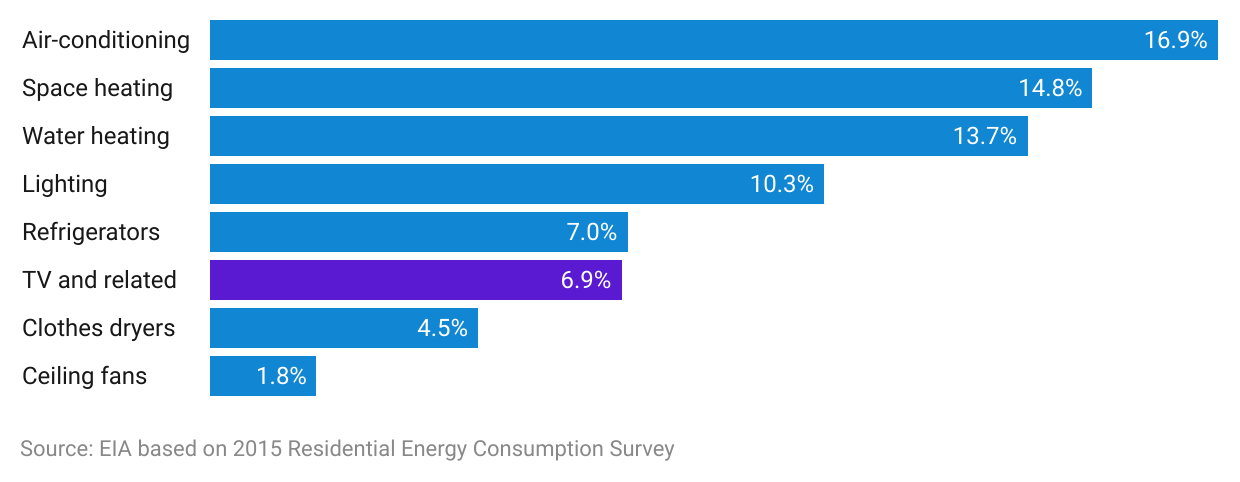 Air-conditioning 16.9%
Space heating 14.8%
Water heating 13.7%
Lighting 10.3%
Refrigerators 7.0%
TV and related 6.9%
Clothes dryers 4.5%
Ceiling fans 1.8%
Source: EIA based on 2015 Residential Energy Consumption Survey